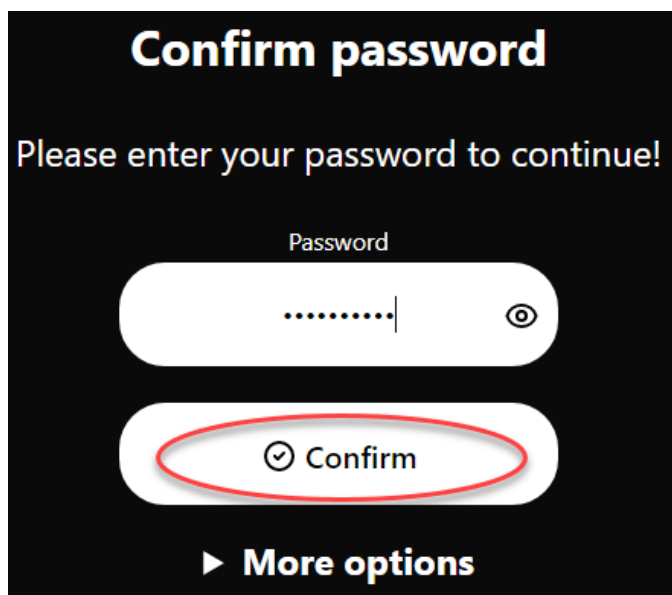 Confirm password
Please enter your password to continue!
Password
••••••••••
Confirm
More options